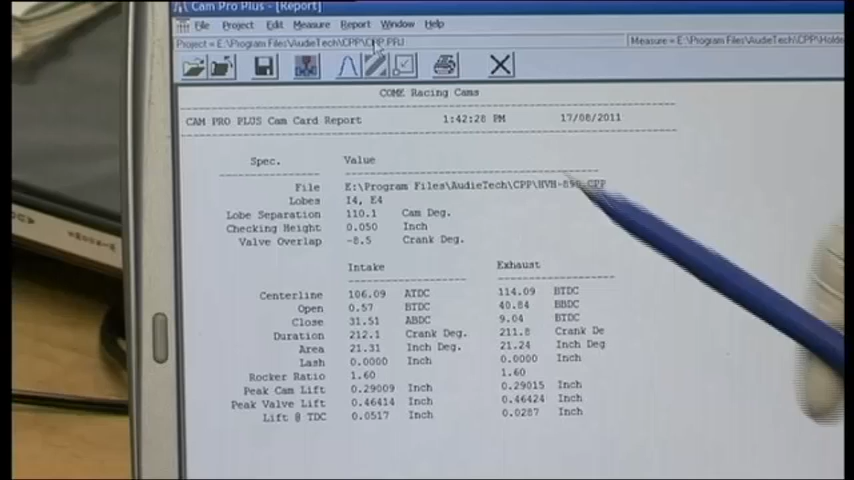 Cam Pro Plus - [Report]
File Project Edit Measure Report Window Help
Project = E:\Program Files\AudieTech\CPP\CPP.PRJ Measure = E:\Program Files\AudieTech\CPP\Holde
COME Racing Cams
CAM PRO PLUS Cam Card Report 1:42:28 PM 17/08/2011
Spec. Value
File E:\Program Files\AudieTech\CPP\HVH-895.CPP
Lobes I4, E4
Lobe Separation 110.1 Cam Deg.
Checking Height 0.050 Inch
Valve Overlap -8.5 Crank Deg.
Intake Exhaust
Centerline 106.09 ATDC 114.09 BTDC
Open 0.57 BTDC 40.84 BBDC
Close 31.51 ABDC 9.04 BTDC
Duration 212.1 Crank Deg. 211.8 Crank De
Area 21.31 Inch Deg. 21.24 Inch Deg
Lash 0.0000 Inch 0.0000 Inch
Rocker Ratio 1.60 1.60
Peak Cam Lift 0.29009 Inch 0.29015 Inch
Peak Valve Lift 0.46414 Inch 0.46424 Inch
Lift @ TDC 0.0517 Inch 0.0287 Inch